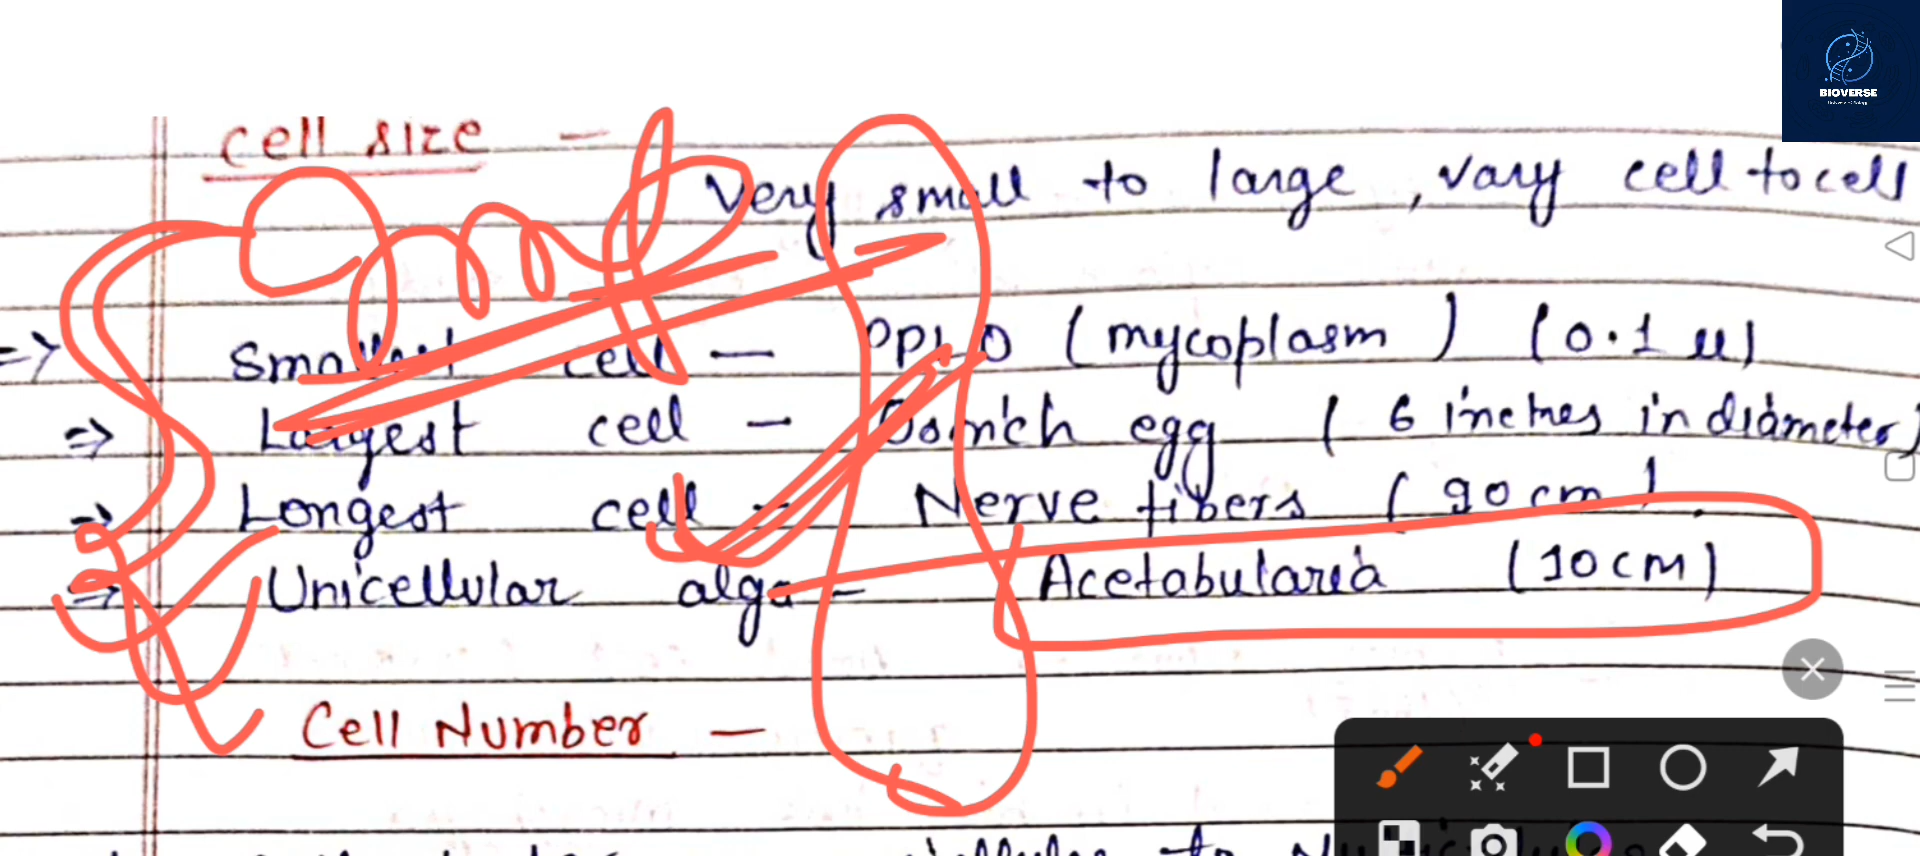 BIOVERSE
cell size -
Very small to large, vary cell to cell
=> Smallest cell - PPLO (mycoplasm) (0.1 u)
=> Largest cell - Ostrich egg (6 inches in diameter)
=> Longest cell - Nerve fibers (90 cm).
=> Unicellular alga - Acetabularia (10 cm)
Cell Number -
to